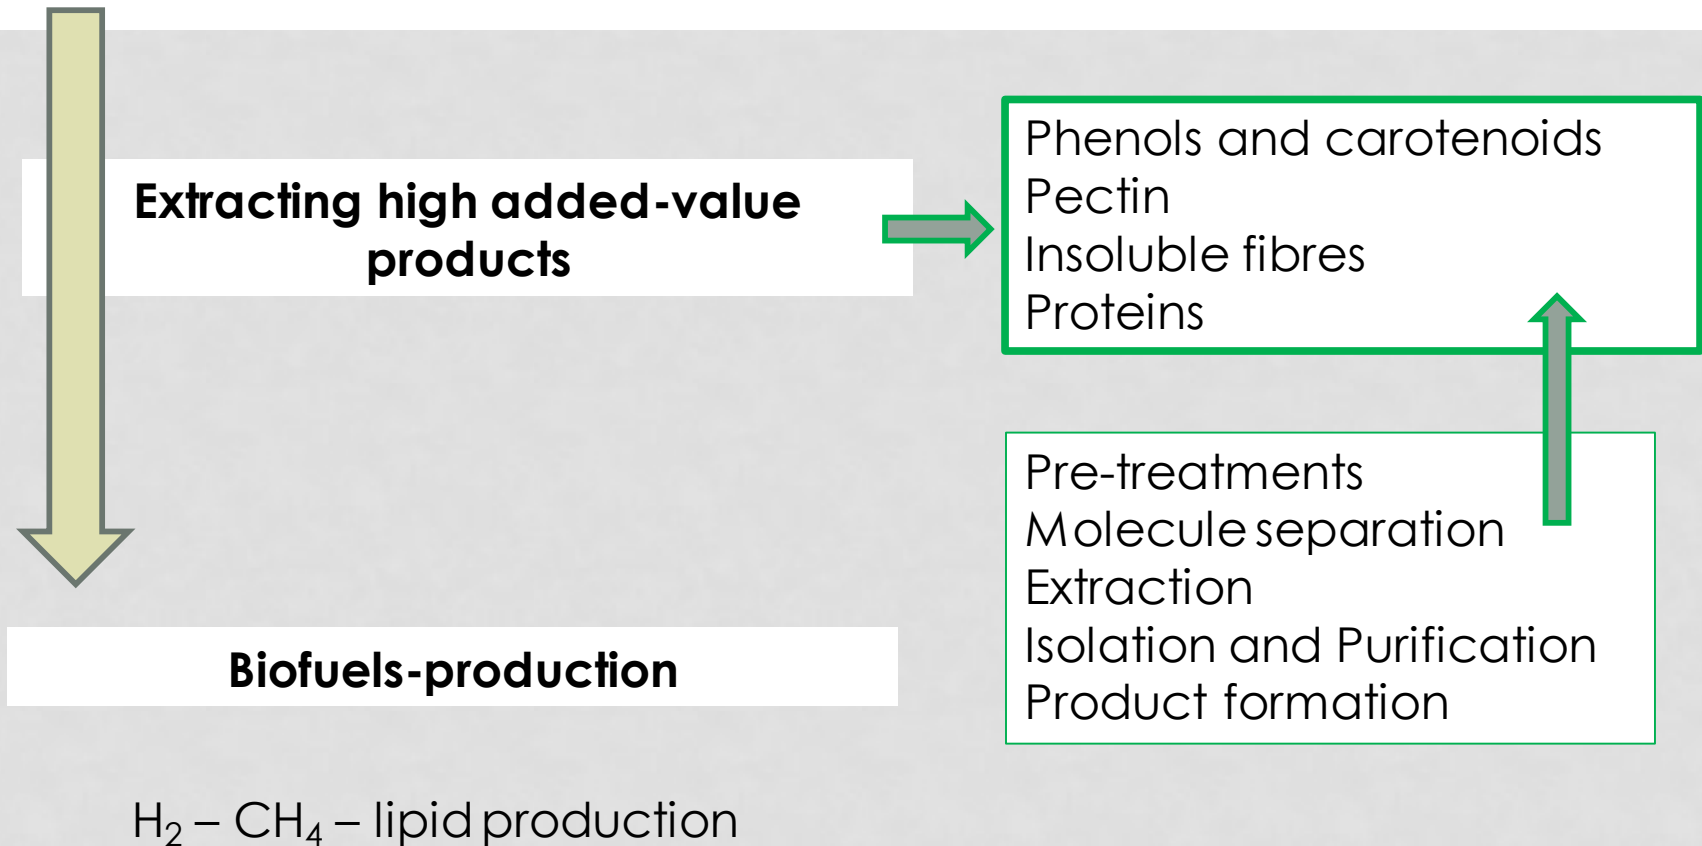 Extracting high added-value
products
Phenols and carotenoids
Pectin
Insoluble fibres
Proteins
Pre-treatments
Molecule separation
Extraction
Isolation and Purification
Product formation
Biofuels-production
H₂ – CH₄ – lipid production